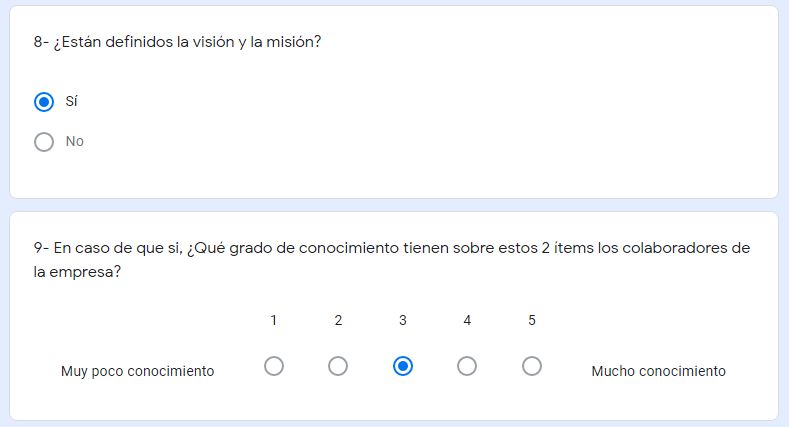 8- ¿Están definidos la visión y la misión?
Sí
No
9- En caso de que si, ¿Qué grado de conocimiento tienen sobre estos 2 ítems los colaboradores de
la empresa?
1 2 3 4 5
Muy poco conocimiento Mucho conocimiento